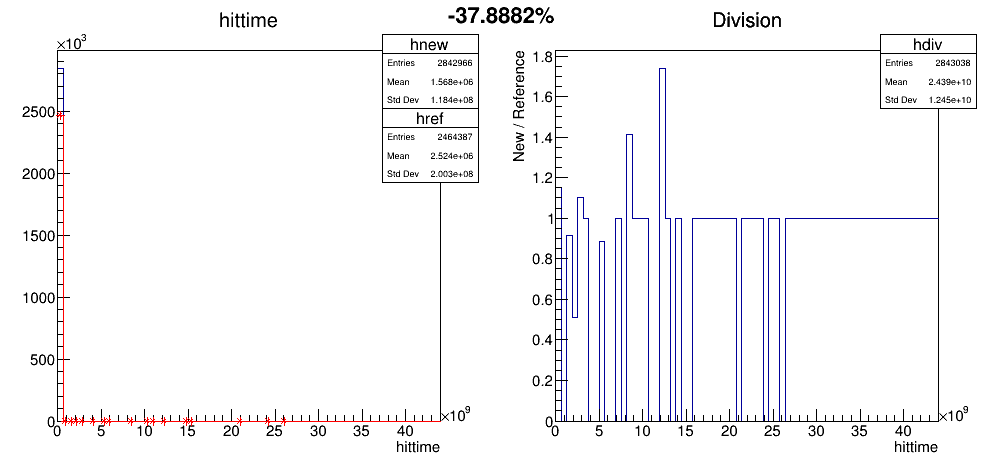 -37.8882%
hittime
×10³
hnew
Entries 2842966
Mean 1.568e+06
Std Dev 1.184e+08
href
Entries 2464387
Mean 2.524e+06
Std Dev 2.003e+08
2500
2000
1500
1000
500
0
0 5 10 15 20 25 30 35 40
×10⁹
hittime
Division
hdiv
Entries 2843038
Mean 2.439e+10
Std Dev 1.245e+10
New / Reference
1.8
1.6
1.4
1.2
1
0.8
0.6
0.4
0.2
0
0 5 10 15 20 25 30 35 40
×10⁹
hittime